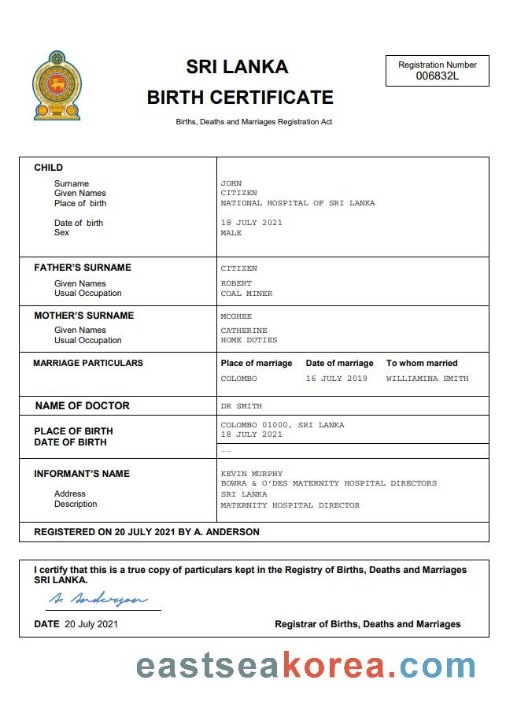 SRI LANKA
BIRTH CERTIFICATE
Births, Deaths and Marriages Registration Act
Registration Number
006832L
CHILD
Surname JOHN
Given Names CITIZEN
Place of birth NATIONAL HOSPITAL OF SRI LANKA
Date of birth 18 JULY 2021
Sex MALE
FATHER'S SURNAME CITIZEN
Given Names ROBERT
Usual Occupation COAL MINER
MOTHER'S SURNAME MCGHEE
Given Names CATHERINE
Usual Occupation HOME DUTIES
MARRIAGE PARTICULARS Place of marriage Date of marriage To whom married
COLOMBO 16 JULY 2019 WILLIAMINA SMITH
NAME OF DOCTOR DR SMITH
PLACE OF BIRTH COLOMBO 01000, SRI LANKA
DATE OF BIRTH 18 JULY 2021
--
INFORMANT'S NAME KEVIN MURPHY
BOWRA & O'DES MATERNITY HOSPITAL DIRECTORS
Address SRI LANKA
Description MATERNITY HOSPITAL DIRECTOR
REGISTERED ON 20 JULY 2021 BY A. ANDERSON
I certify that this is a true copy of particulars kept in the Registry of Births, Deaths and Marriages
SRI LANKA.
A. Anderson
DATE 20 July 2021 Registrar of Births, Deaths and Marriages
eastseakorea.com